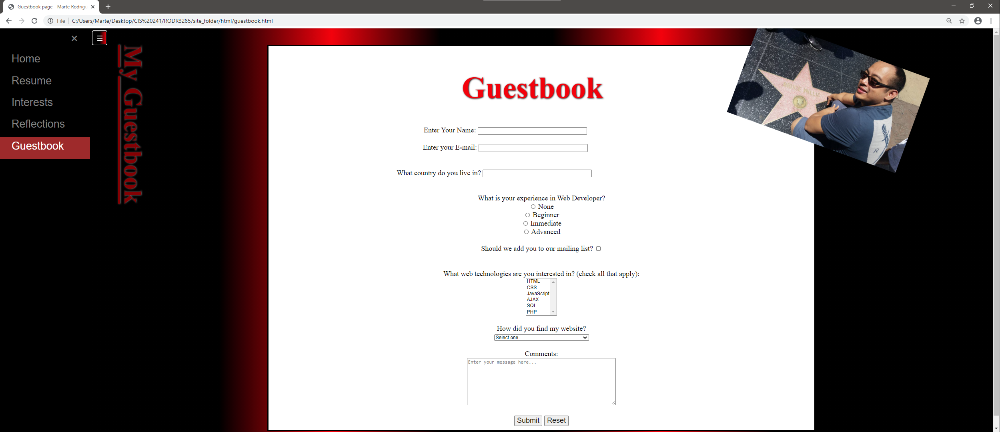 Guestbook page - Marte Rodrigu
File
C:/Users/Marte/Desktop/CIS%20241/RODR3285/site_folder/html/guestbook.html
Home
Resume
Interests
Reflections
Guestbook
My Guestbook
Guestbook
BRUCE WILLIS
Enter Your Name:
Enter your E-mail:
What country do you live in?
What is your experience in Web Developer?
None
Beginner
Immediate
Advanced
Should we add you to our mailing list?
What web technologies are you interested in? (check all that apply):
HTML
CSS
JavaScript
AJAX
SQL
PHP
How did you find my website?
Select one
Comments:
Enter your message here...
Submit Reset